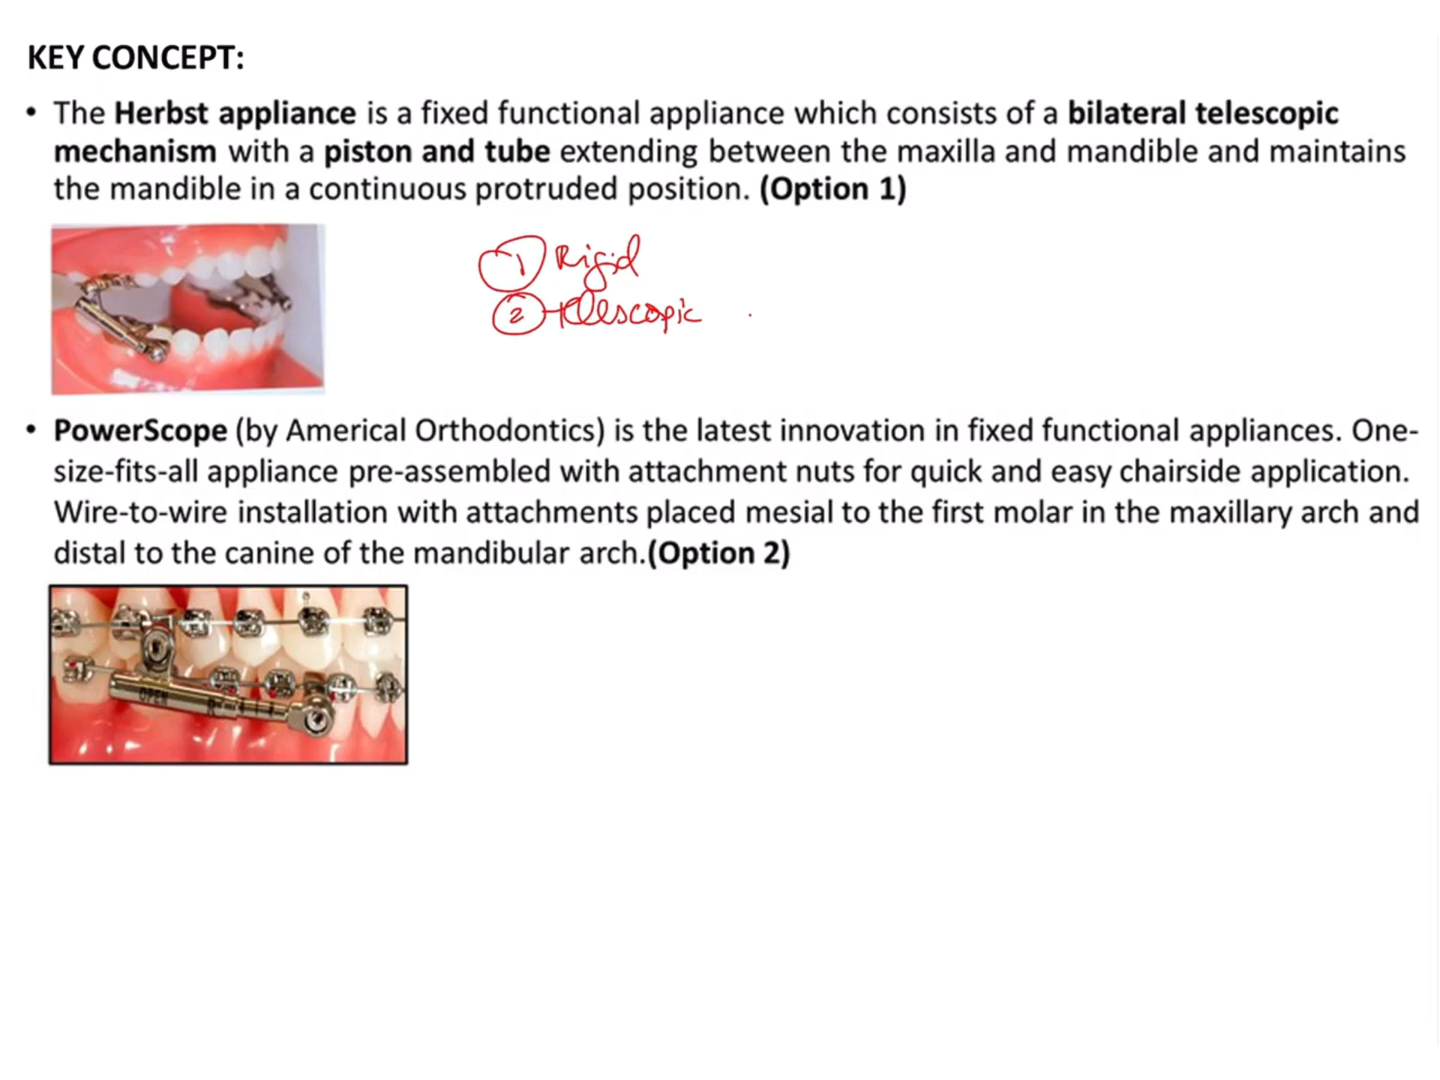 KEY CONCEPT:
• The Herbst appliance is a fixed functional appliance which consists of a bilateral telescopic
mechanism with a piston and tube extending between the maxilla and mandible and maintains
the mandible in a continuous protruded position. (Option 1)
1 Rigid
2 telescopic
• PowerScope (by Americal Orthodontics) is the latest innovation in fixed functional appliances. One-
size-fits-all appliance pre-assembled with attachment nuts for quick and easy chairside application.
Wire-to-wire installation with attachments placed mesial to the first molar in the maxillary arch and
distal to the canine of the mandibular arch.(Option 2)
OPEN
R